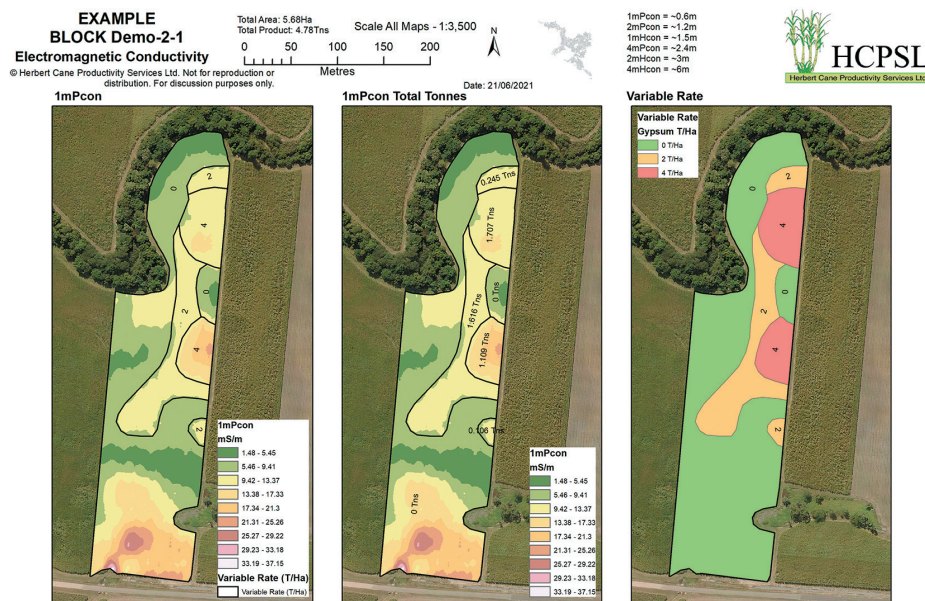 EXAMPLE
BLOCK Demo-2-1
Electromagnetic Conductivity
© Herbert Cane Productivity Services Ltd. Not for reproduction or
distribution. For discussion purposes only.
Total Area: 5.68Ha
Total Product: 4.78Tns
Scale All Maps - 1:3,500
0 50 100 150 200
Metres
N
Date: 21/06/2021
1mPcon = ~0.6m
2mPcon = ~1.2m
1mHcon = ~1.5m
4mPcon = ~2.4m
2mHcon = ~3m
4mHcon = ~6m
HCPSL
Herbert Cane Productivity Services Ltd
1mPcon
0
2
4
0
2
4
2
1mPcon
mS/m
1.48 - 5.45
5.46 - 9.41
9.42 - 13.37
13.38 - 17.33
17.34 - 21.3
21.31 - 25.26
25.27 - 29.22
29.23 - 33.18
33.19 - 37.15
Variable Rate (T/Ha)
Variable Rate (T/Ha)
1mPcon Total Tonnes
0.245 Tns
1.707 Tns
0 Tns
1.616 Tns
1.109 Tns
0.106 Tns
0 Tns
1mPcon
mS/m
1.48 - 5.45
5.46 - 9.41
9.42 - 13.37
13.38 - 17.33
17.34 - 21.3
21.31 - 25.26
25.27 - 29.22
29.23 - 33.18
33.19 - 37.15
Variable Rate
Variable Rate
Gypsum T/Ha
0 T/Ha
2 T/Ha
4 T/Ha
2
0
4
0
2
4
2